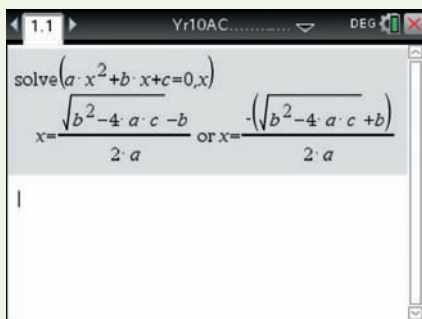 1.1 Yr10AC............ DEG
solve(a·x²+b·x+c=0,x)
x=(√(b²-4·a·c)-b)/(2·a) or x=(-(√(b²-4·a·c)+b))/(2·a)